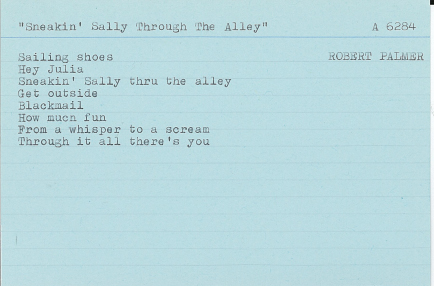 "Sneakin' Sally Through The Alley" A 6284
Sailing shoes ROBERT PALMER
Hey Julia
Sneakin' Sally thru the alley
Get outside
Blackmail
How much fun
From a whisper to a scream
Through it all there's you